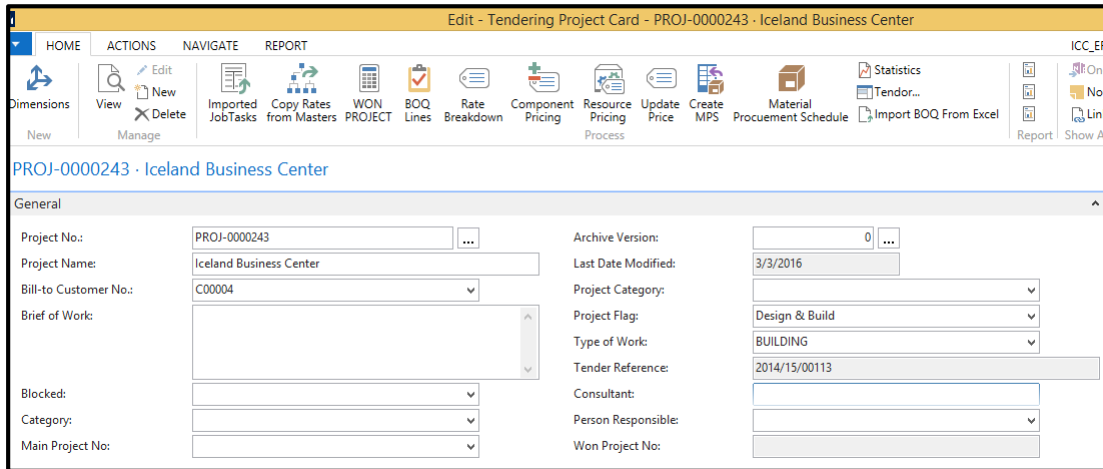 Edit - Tendering Project Card - PROJ-0000243 · Iceland Business Center
HOME ACTIONS NAVIGATE REPORT
Dimensions
View
Edit
New
Delete
Imported JobTasks
Copy Rates from Masters
WON PROJECT
BOQ Lines
Rate Breakdown
Component Pricing
Resource Pricing
Update Price
Create MPS
Material Procuement Schedule
Statistics
Tendor...
Import BOQ From Excel
New Manage Process Report Show
PROJ-0000243 · Iceland Business Center
General
Project No.: PROJ-0000243 ...
Project Name: Iceland Business Center
Bill-to Customer No.: C00004
Brief of Work:
Blocked:
Category:
Main Project No:
Archive Version: 0 ...
Last Date Modified: 3/3/2016
Project Category:
Project Flag: Design & Build
Type of Work: BUILDING
Tender Reference: 2014/15/00113
Consultant:
Person Responsible:
Won Project No: